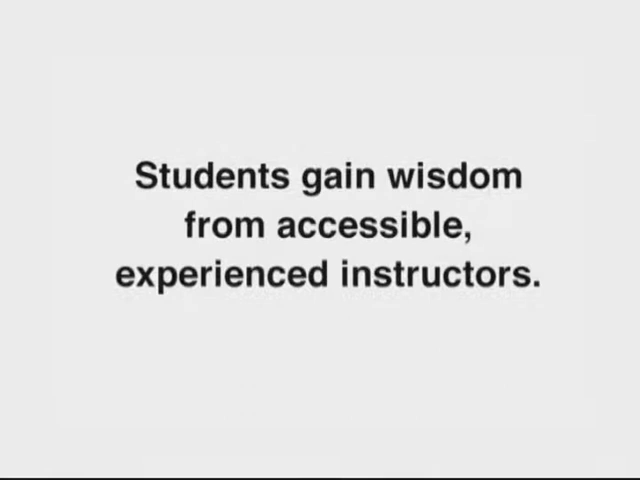 Students gain wisdom
from accessible,
experienced instructors.